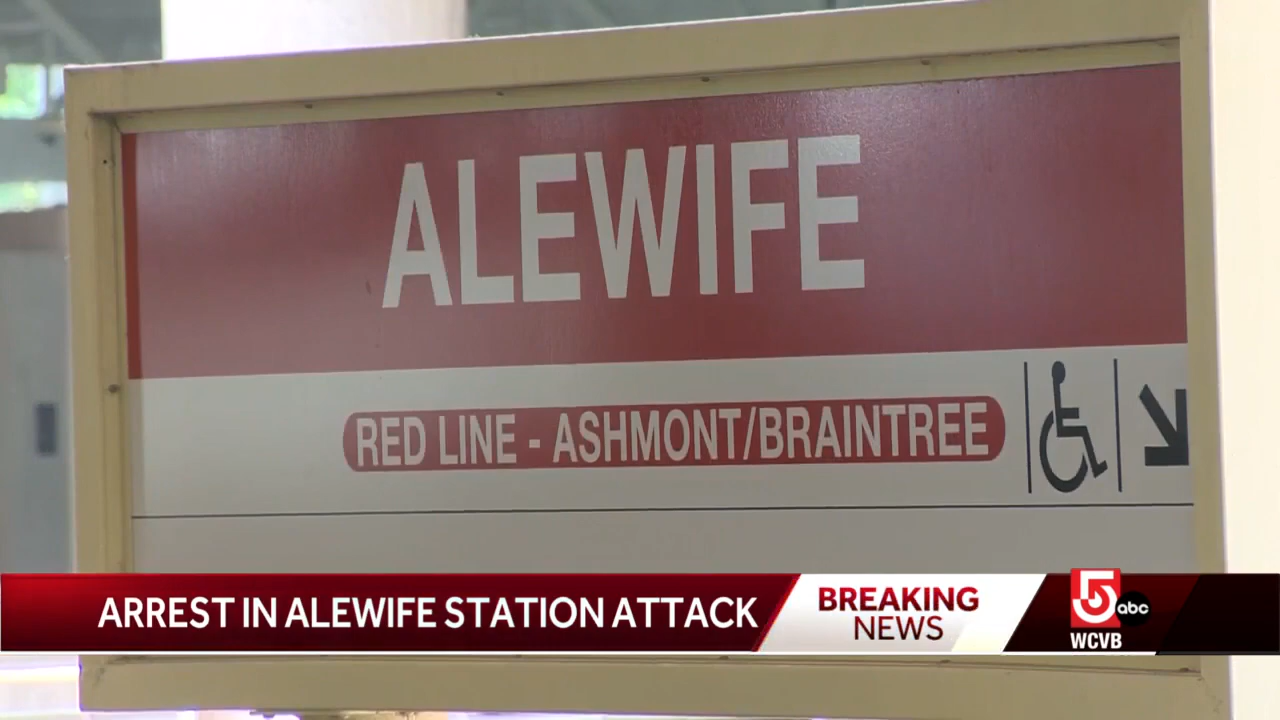 ALEWIFE
RED LINE - ASHMONT/BRAINTREE
ARREST IN ALEWIFE STATION ATTACK
BREAKING
NEWS
5
abc
WCVB